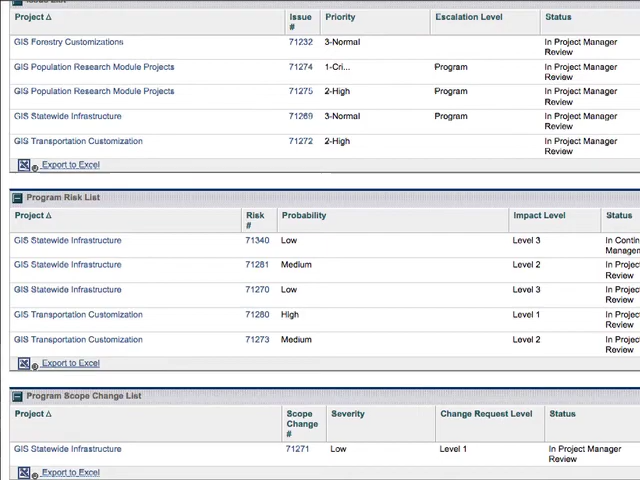 Project Δ Issue Priority Escalation Level Status
#
GIS Forestry Customizations 71232 3-Normal In Project Manager
Review
GIS Population Research Module Projects 71274 1-Cri... Program In Project Manager
Review
GIS Population Research Module Projects 71275 2-High Program In Project Manager
Review
GIS Statewide Infrastructure 71269 3-Normal Program In Project Manager
Review
GIS Transportation Customization 71272 2-High In Project Manager
Review
Export to Excel
Program Risk List
Project Δ Risk Probability Impact Level Status
#
GIS Statewide Infrastructure 71340 Low Level 3 In Contin
Managem
GIS Statewide Infrastructure 71281 Medium Level 2 In Projec
Review
GIS Statewide Infrastructure 71270 Low Level 3 In Projec
Review
GIS Transportation Customization 71280 High Level 1 In Projec
Review
GIS Transportation Customization 71273 Medium Level 2 In Projec
Review
Export to Excel
Program Scope Change List
Project Δ Scope Severity Change Request Level Status
Change
#
GIS Statewide Infrastructure 71271 Low Level 1 In Project Manager
Review
Export to Excel